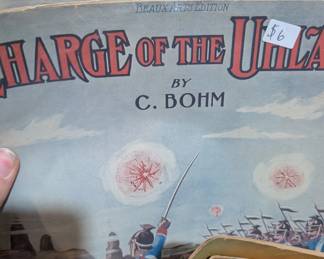 BEAUX ARTS EDITION
$6
CHARGE OF THE UHLA
BY
C. BOHM